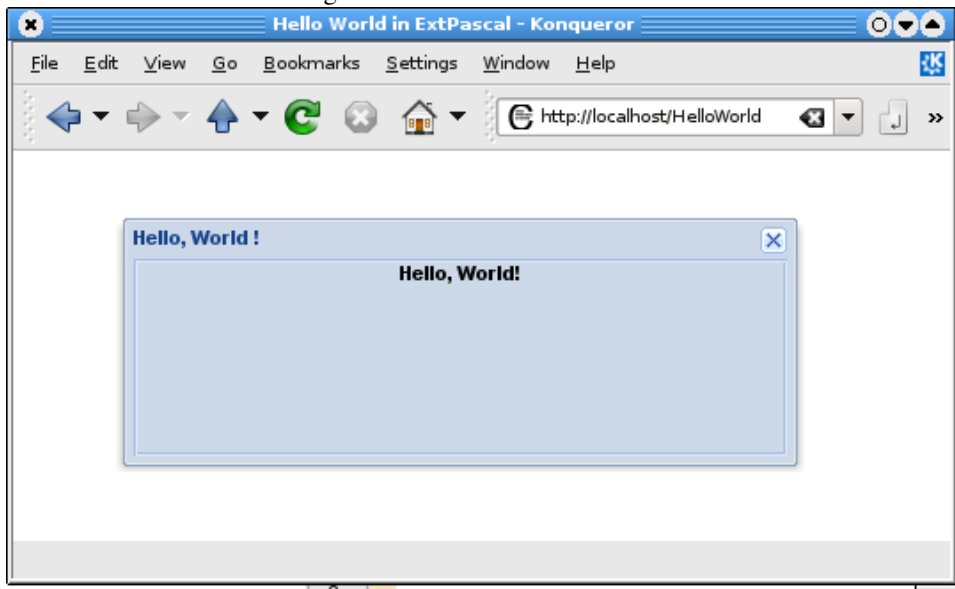 Hello World in ExtPascal - Konqueror
File Edit View Go Bookmarks Settings Window Help
http://localhost/HelloWorld »
Hello, World !
Hello, World!